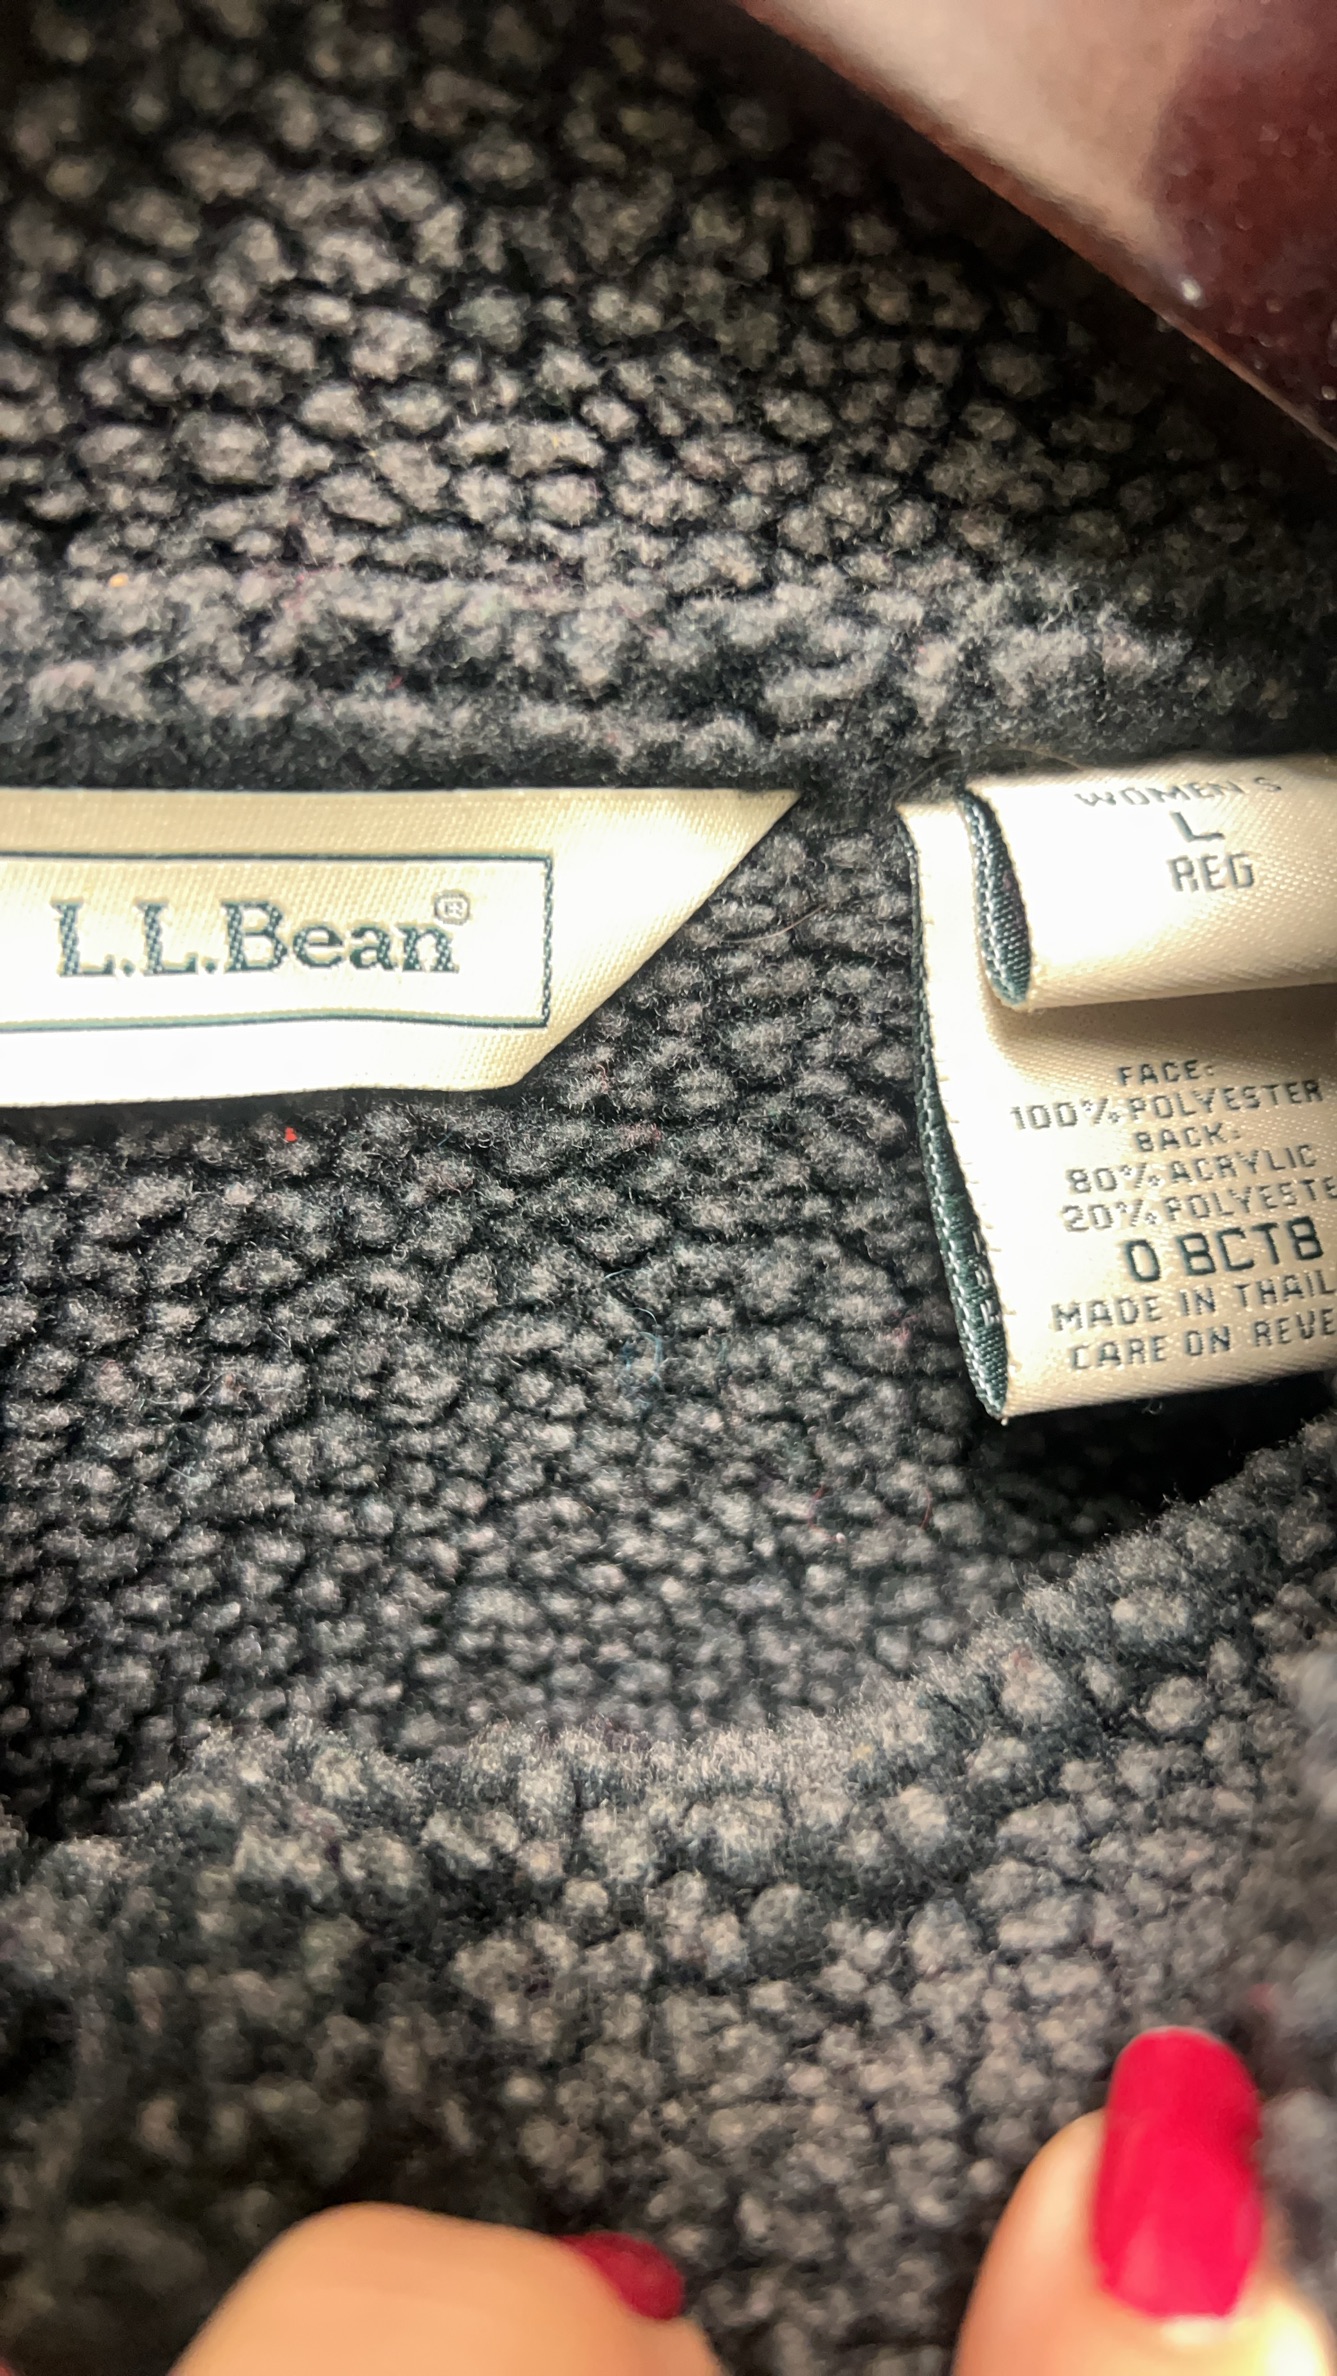 L.L.Bean®
WOMEN'S
L
REG
FACE:
100% POLYESTER
BACK:
80% ACRYLIC
20% POLYESTE
0 BCT8
MADE IN THAIL
CARE ON REVE